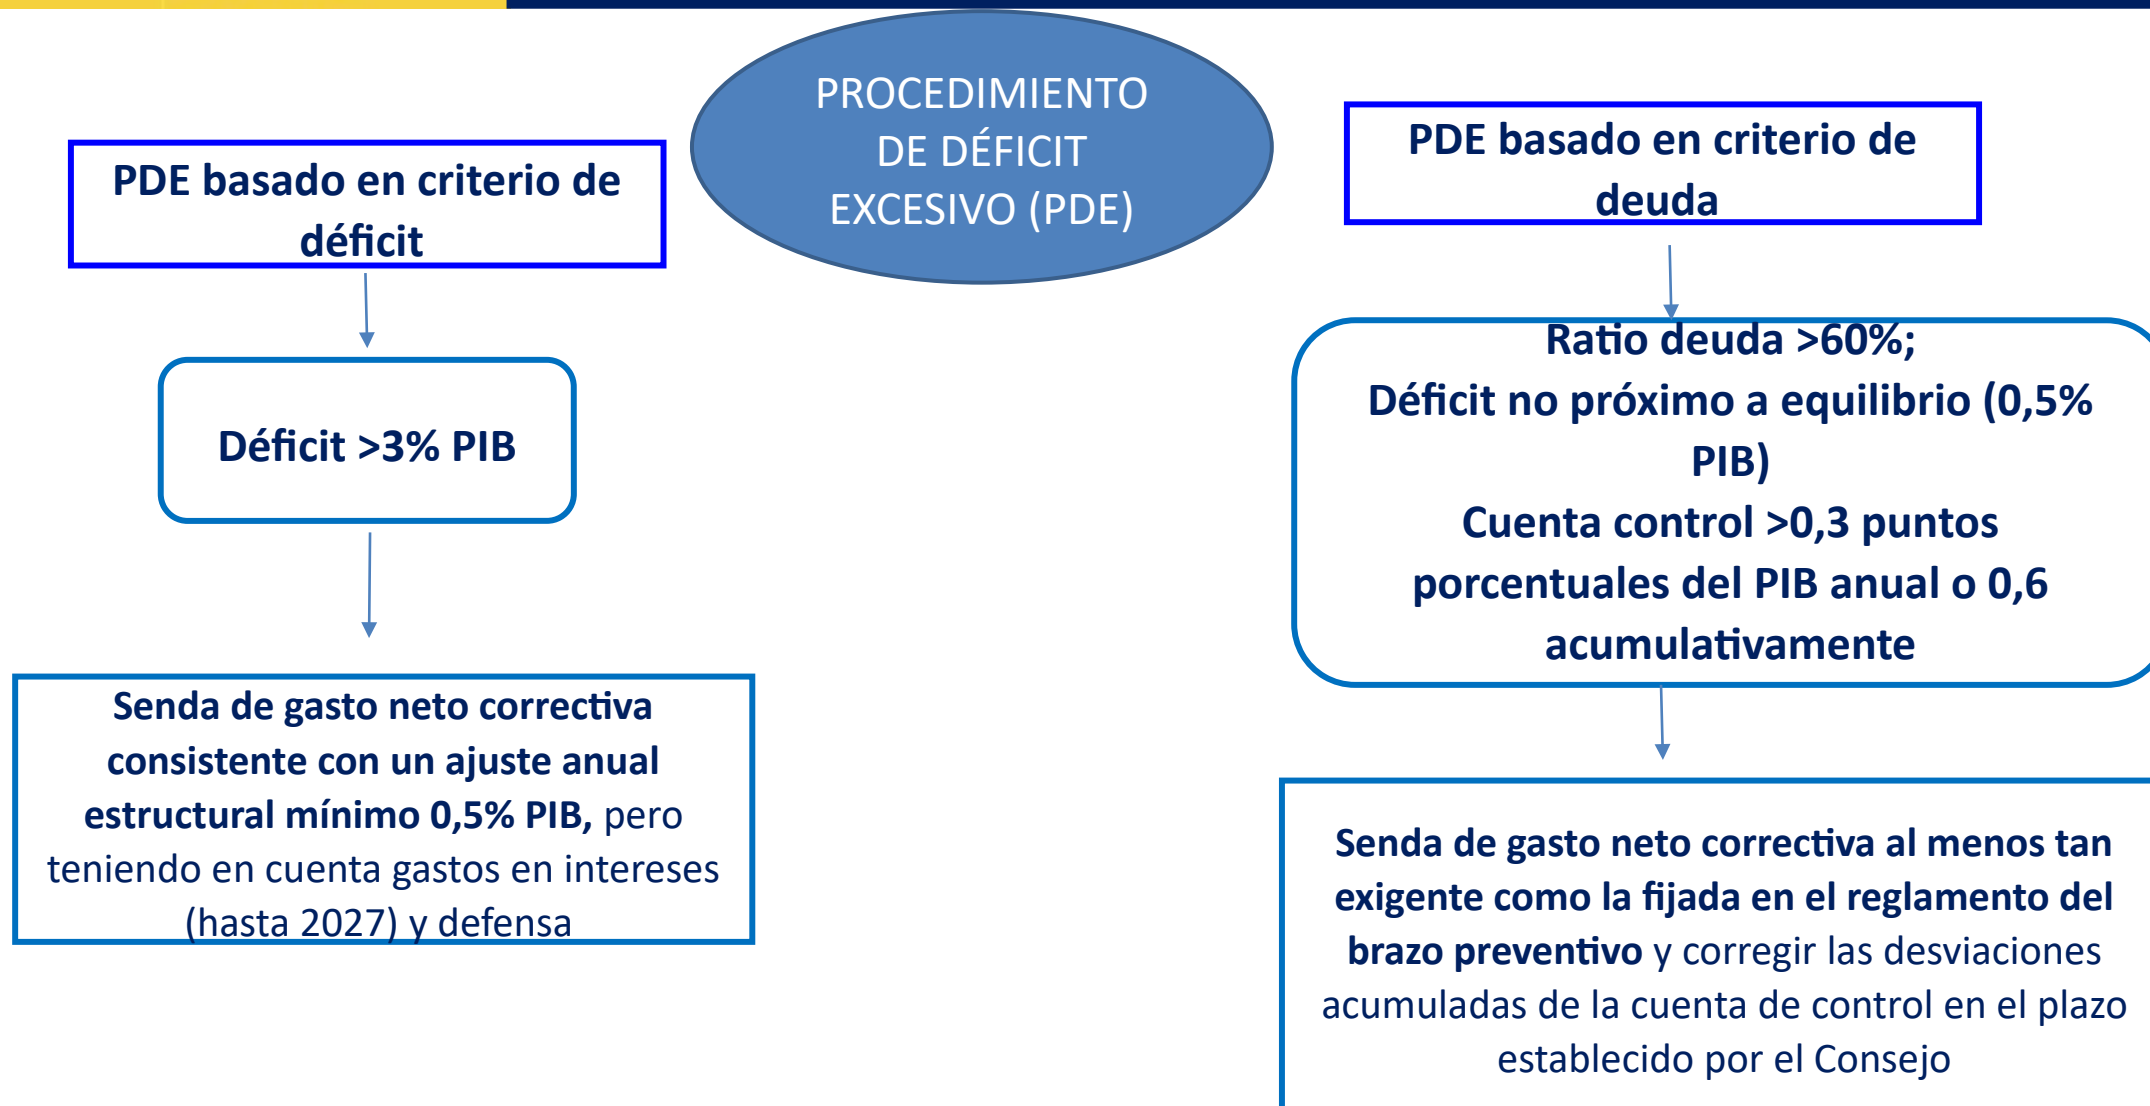 PROCEDIMIENTO
DE DÉFICIT
EXCESIVO (PDE)
PDE basado en criterio de
déficit
Déficit >3% PIB
Senda de gasto neto correctiva
consistente con un ajuste anual
estructural mínimo 0,5% PIB, pero
teniendo en cuenta gastos en intereses
(hasta 2027) y defensa
PDE basado en criterio de
deuda
Ratio deuda >60%;
Déficit no próximo a equilibrio (0,5%
PIB)
Cuenta control >0,3 puntos
porcentuales del PIB anual o 0,6
acumulativamente
Senda de gasto neto correctiva al menos tan
exigente como la fijada en el reglamento del
brazo preventivo y corregir las desviaciones
acumuladas de la cuenta de control en el plazo
establecido por el Consejo